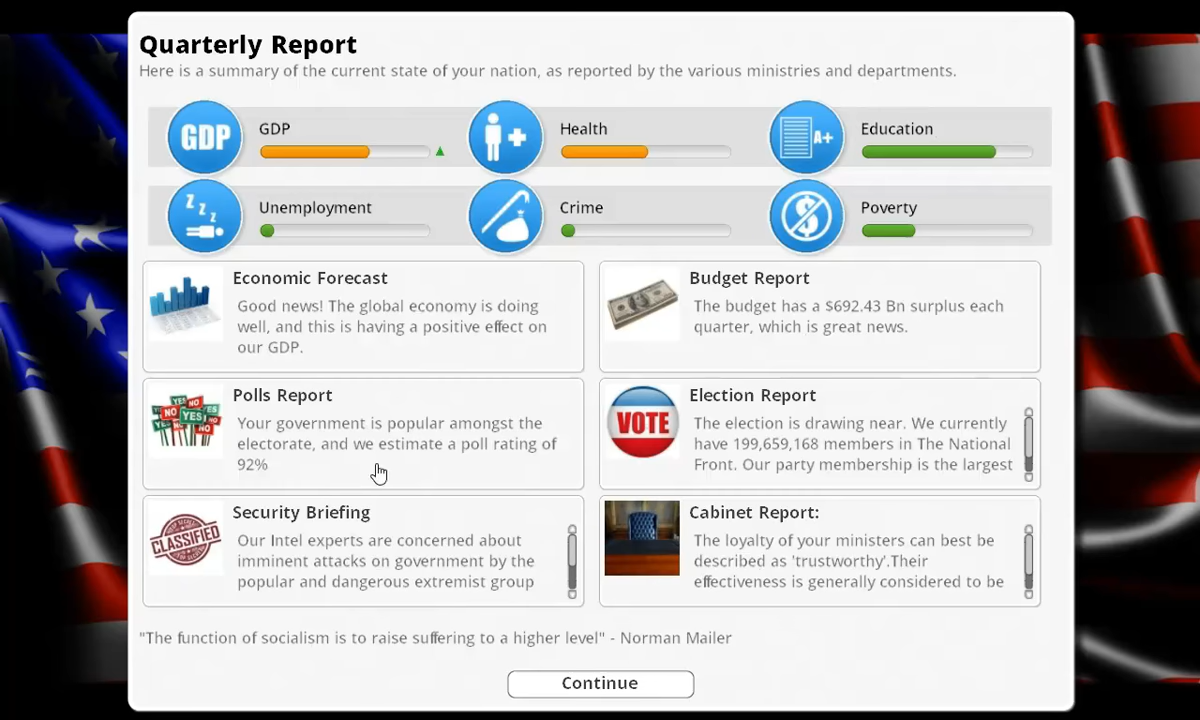 Quarterly Report
Here is a summary of the current state of your nation, as reported by the various ministries and departments.
GDP
GDP
Health
A+
Education
Z Z Z
Unemployment
Crime
$
Poverty
Economic Forecast
Good news! The global economy is doing
well, and this is having a positive effect on
our GDP.
Budget Report
The budget has a $692.43 Bn surplus each
quarter, which is great news.
YES NO YES
NO YES NO
YES NO
Polls Report
Your government is popular amongst the
electorate, and we estimate a poll rating of
92%
VOTE
Election Report
The election is drawing near. We currently
have 199,659,168 members in The National
Front. Our party membership is the largest
CLASSIFIED
Security Briefing
Our Intel experts are concerned about
imminent attacks on government by the
popular and dangerous extremist group
Cabinet Report:
The loyalty of your ministers can best be
described as 'trustworthy'.Their
effectiveness is generally considered to be
"The function of socialism is to raise suffering to a higher level" - Norman Mailer
Continue